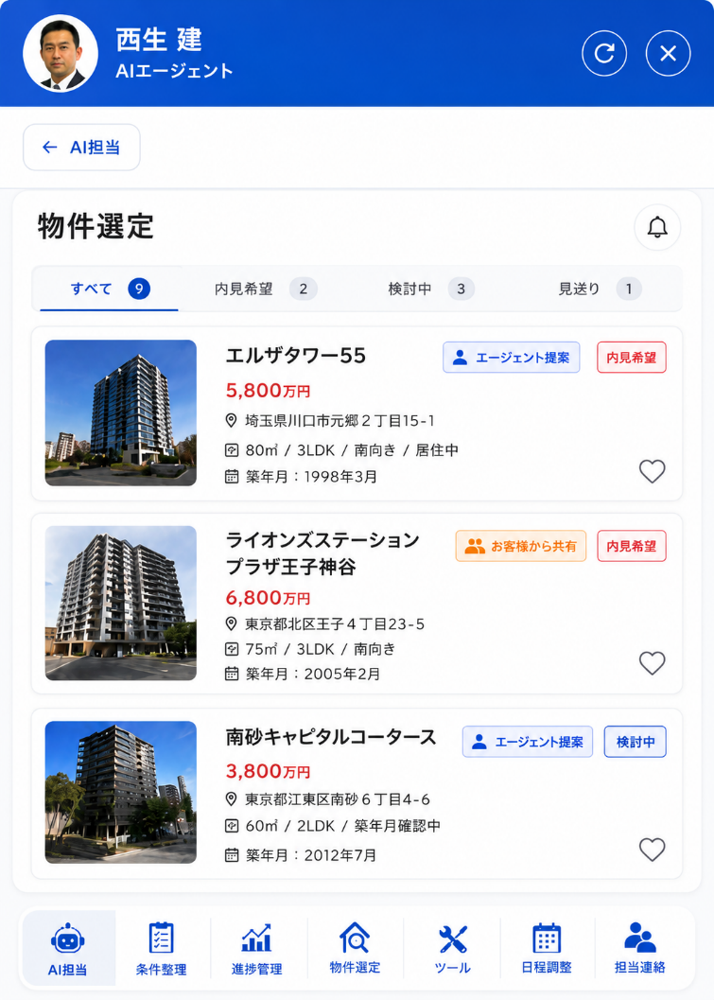 西生 建
AIエージェント
← AI担当
物件選定
すべて 9 内見希望 2 検討中 3 見送り 1
エルザタワー55 エージェント提案 内見希望
5,800万円
埼玉県川口市元郷２丁目15-1
80㎡ / 3LDK / 南向き / 居住中
築年月：1998年3月
ライオンズステーション お客様から共有 内見希望
プラザ王子神谷
6,800万円
東京都北区王子４丁目23-5
75㎡ / 3LDK / 南向き
築年月：2005年2月
南砂キャピタルコータース エージェント提案 検討中
3,800万円
東京都江東区南砂６丁目4-6
60㎡ / 2LDK / 築年月確認中
築年月：2012年7月
AI担当 条件整理 進捗管理 物件選定 ツール 日程調整 担当連絡